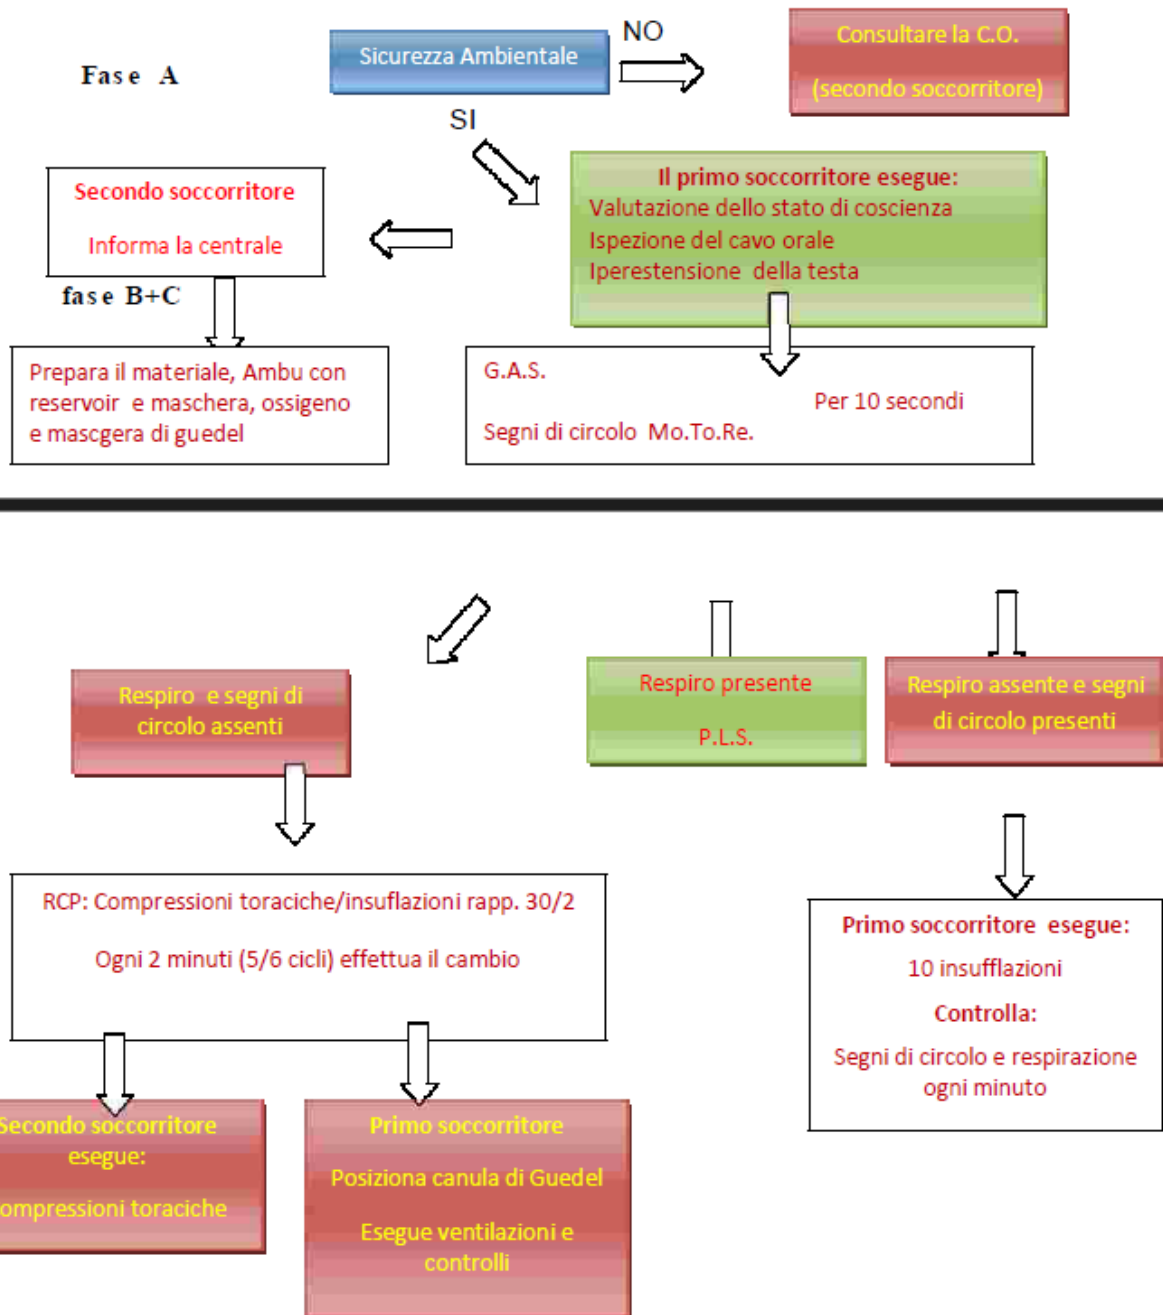 Fase A
Sicurezza Ambientale
NO
Consultare la C.O.
(secondo soccorritore)
SI
Il primo soccorritore esegue:
Valutazione dello stato di coscienza
Ispezione del cavo orale
Iperestensione della testa
Secondo soccorritore
Informa la centrale
fase B+C
Prepara il materiale, Ambu con
reservoir e maschera, ossigeno
e mascgera di guedel
G.A.S.
Per 10 secondi
Segni di circolo Mo.To.Re.
Respiro e segni di
circolo assenti
Respiro presente
P.L.S.
Respiro assente e segni
di circolo presenti
RCP: Compressioni toraciche/insuflazioni rapp. 30/2
Ogni 2 minuti (5/6 cicli) effettua il cambio
Primo soccorritore esegue:
10 insufflazioni
Controlla:
Segni di circolo e respirazione
ogni minuto
Secondo soccorritore
esegue:
ompressioni toraciche
Primo soccorritore
Posiziona canula di Guedel
Esegue ventilazioni e
controlli